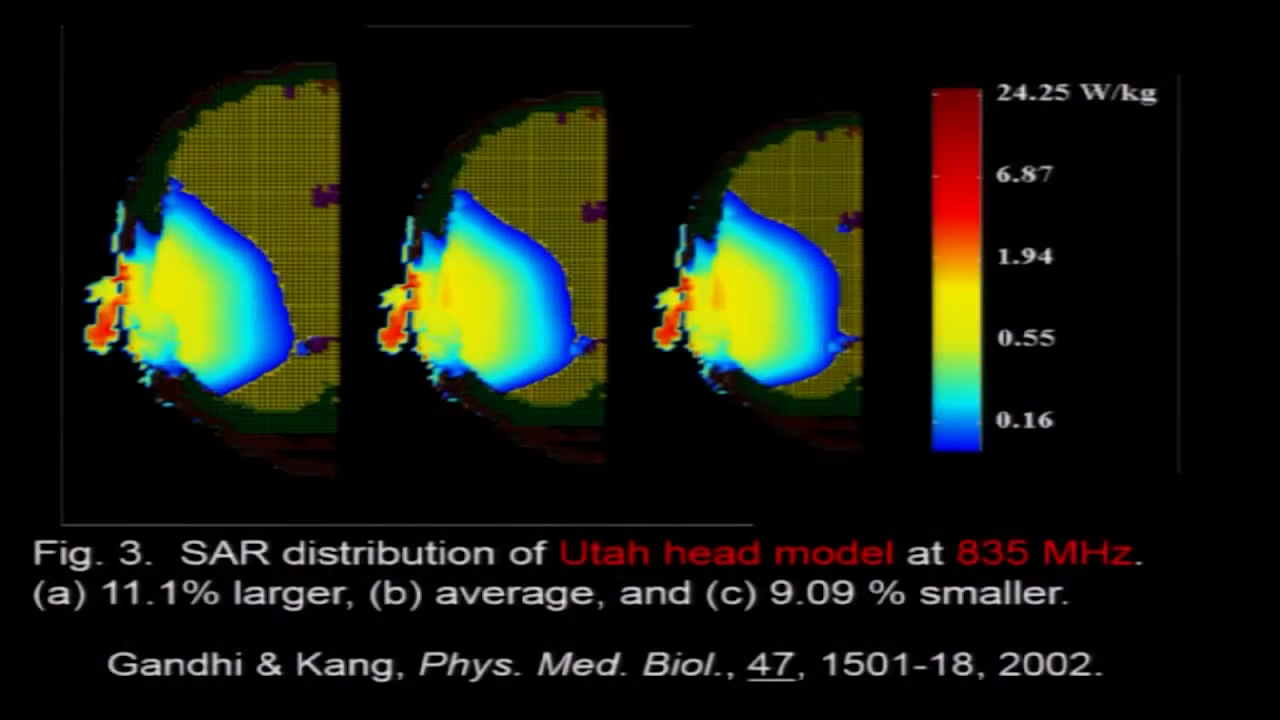 24.25 W/kg
6.87
1.94
0.55
0.16
Fig. 3. SAR distribution of Utah head model at 835 MHz.
(a) 11.1% larger, (b) average, and (c) 9.09 % smaller.
Gandhi & Kang, Phys. Med. Biol., 47, 1501-18, 2002.